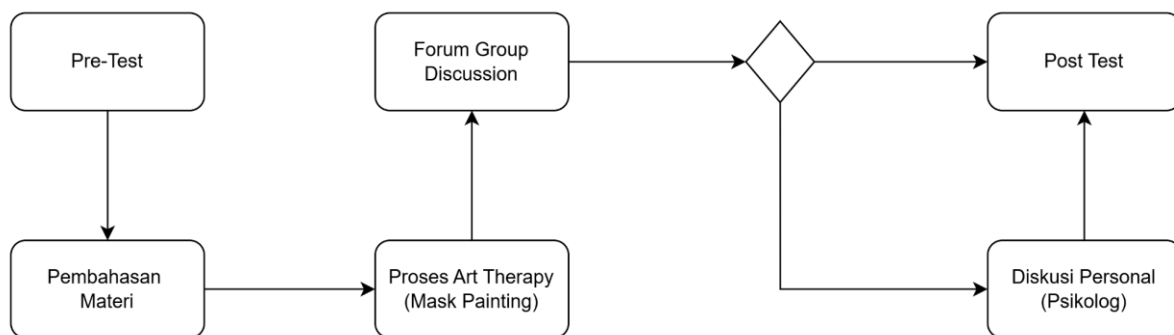 Pre-Test
Forum Group
Discussion
Post Test
Pembahasan
Materi
Proses Art Therapy
(Mask Painting)
Diskusi Personal
(Psikolog)